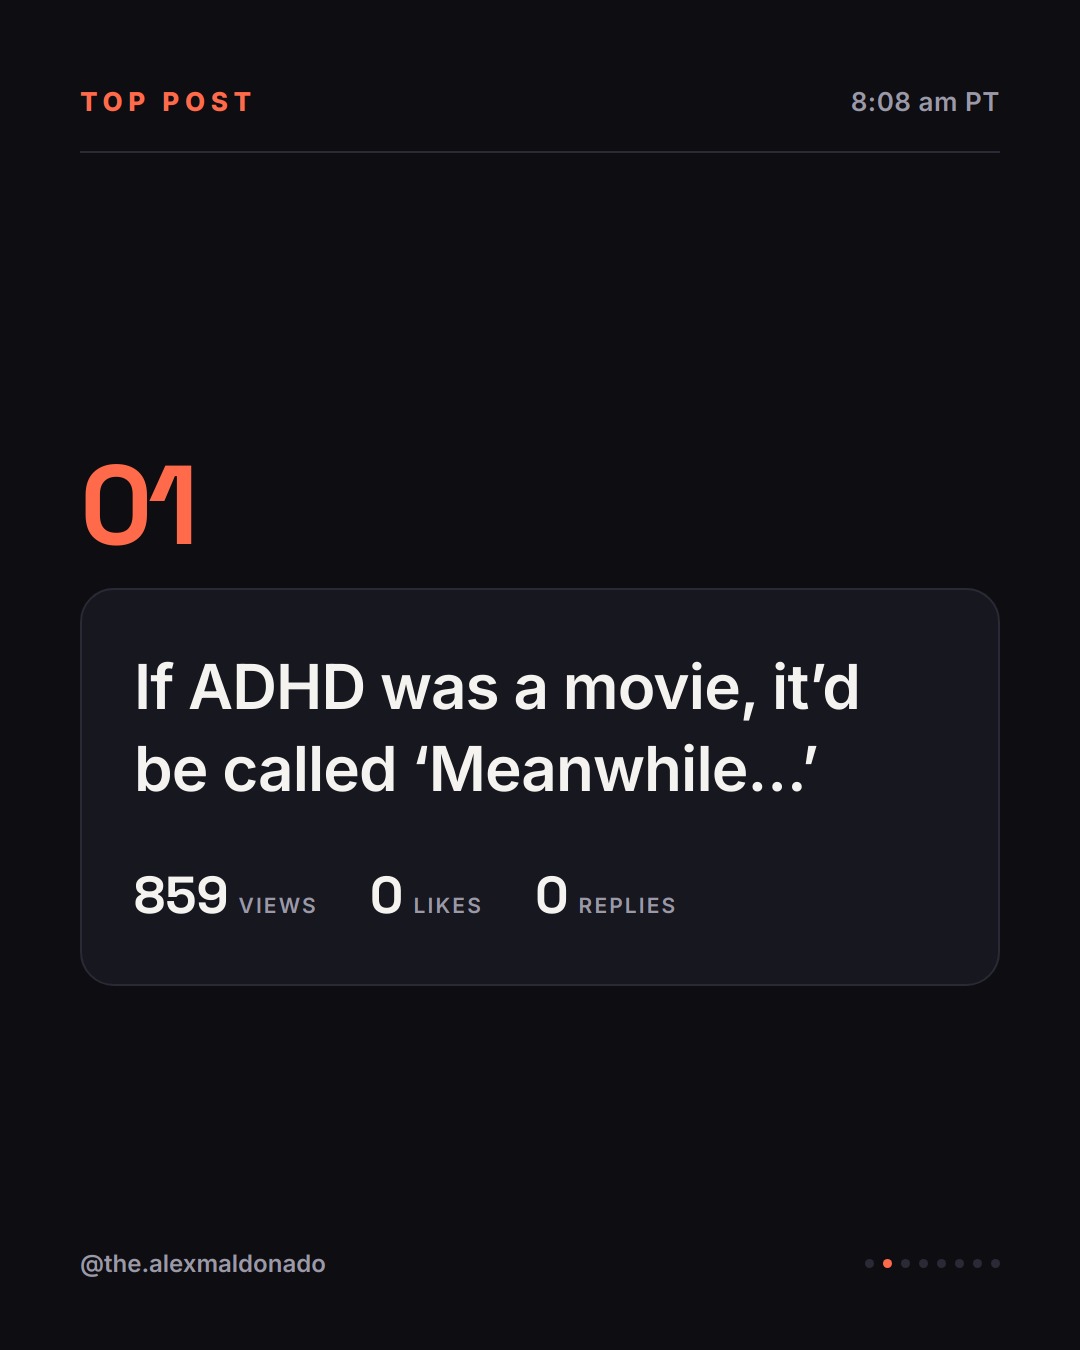 TOP POST
8:08 am PT
01
If ADHD was a movie, it’d
be called ‘Meanwhile…’
859 VIEWS 0 LIKES 0 REPLIES
@the.alexmaldonado